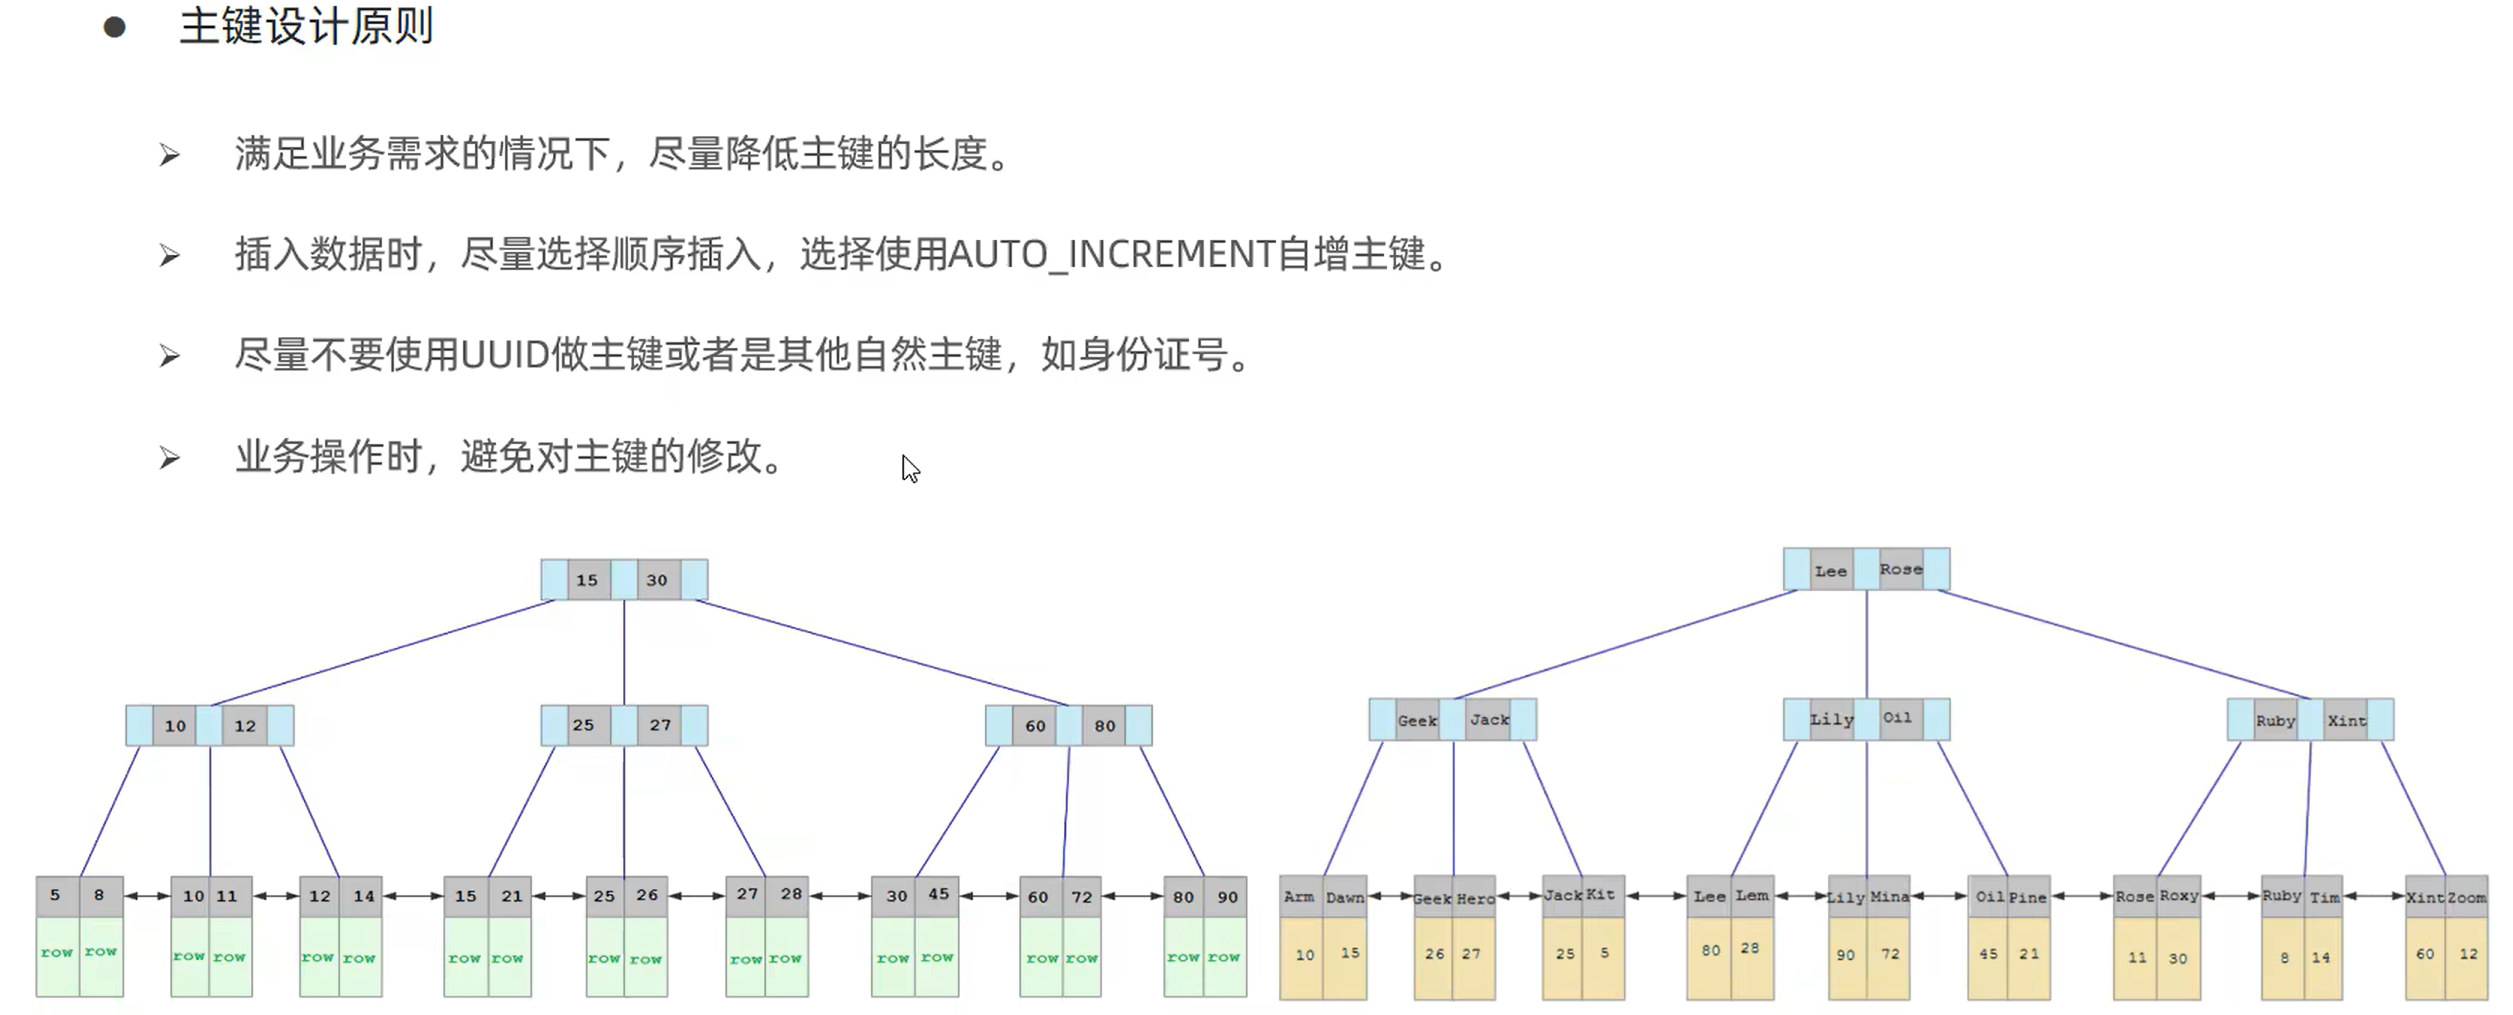 ● 主键设计原则
➢ 满足业务需求的情况下，尽量降低主键的长度。
➢ 插入数据时，尽量选择顺序插入，选择使用AUTO_INCREMENT自增主键。
➢ 尽量不要使用UUID做主键或者是其他自然主键，如身份证号。
➢ 业务操作时，避免对主键的修改。
15 30
Lee Rose
10 12 25 27 60 80
Geek Jack Lily Oil Ruby Xint
5 8 10 11 12 14 15 21 25 26 27 28 30 45 60 72 80 90
Arm Dawn Geek Hero Jack Kit Lee Lem Lily Mina Oil Pine Rose Roxy Ruby Tim Xint Zoom
row row row row row row row row row row row row row row row row row row
10 15 26 27 25 5 80 28 90 72 45 21 11 30 8 14 60 12